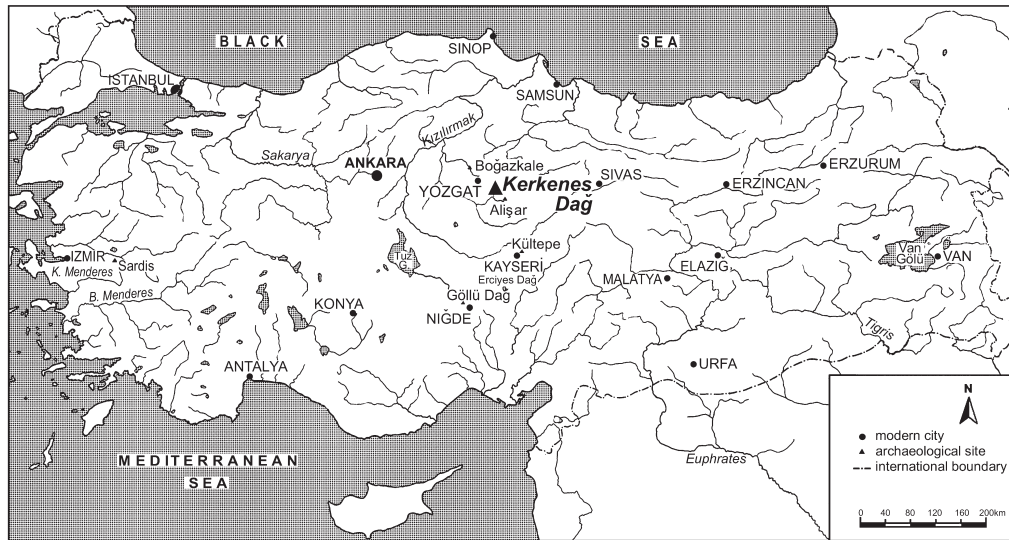 BLACK
SEA
SINOP
İSTANBUL
SAMSUN
Kızılırmak
Sakarya
ANKARA
Boğazkale
YOZGAT
Kerkenes
Dağ
SIVAS
ERZURUM
ERZINCAN
Alişar
IZMIR
Sardis
K. Menderes
B. Menderes
Tuz
G.
Kültepe
KAYSERİ
Erciyes Dağ
ELAZIĞ
MALATYA
Van
Gölü
VAN
Göllü Dağ
NIĞDE
KONYA
Tigris
ANTALYA
URFA
Euphrates
MEDITERRANEAN
SEA
N
modern city
archaeological site
international boundary
0 40 80 120 160 200km